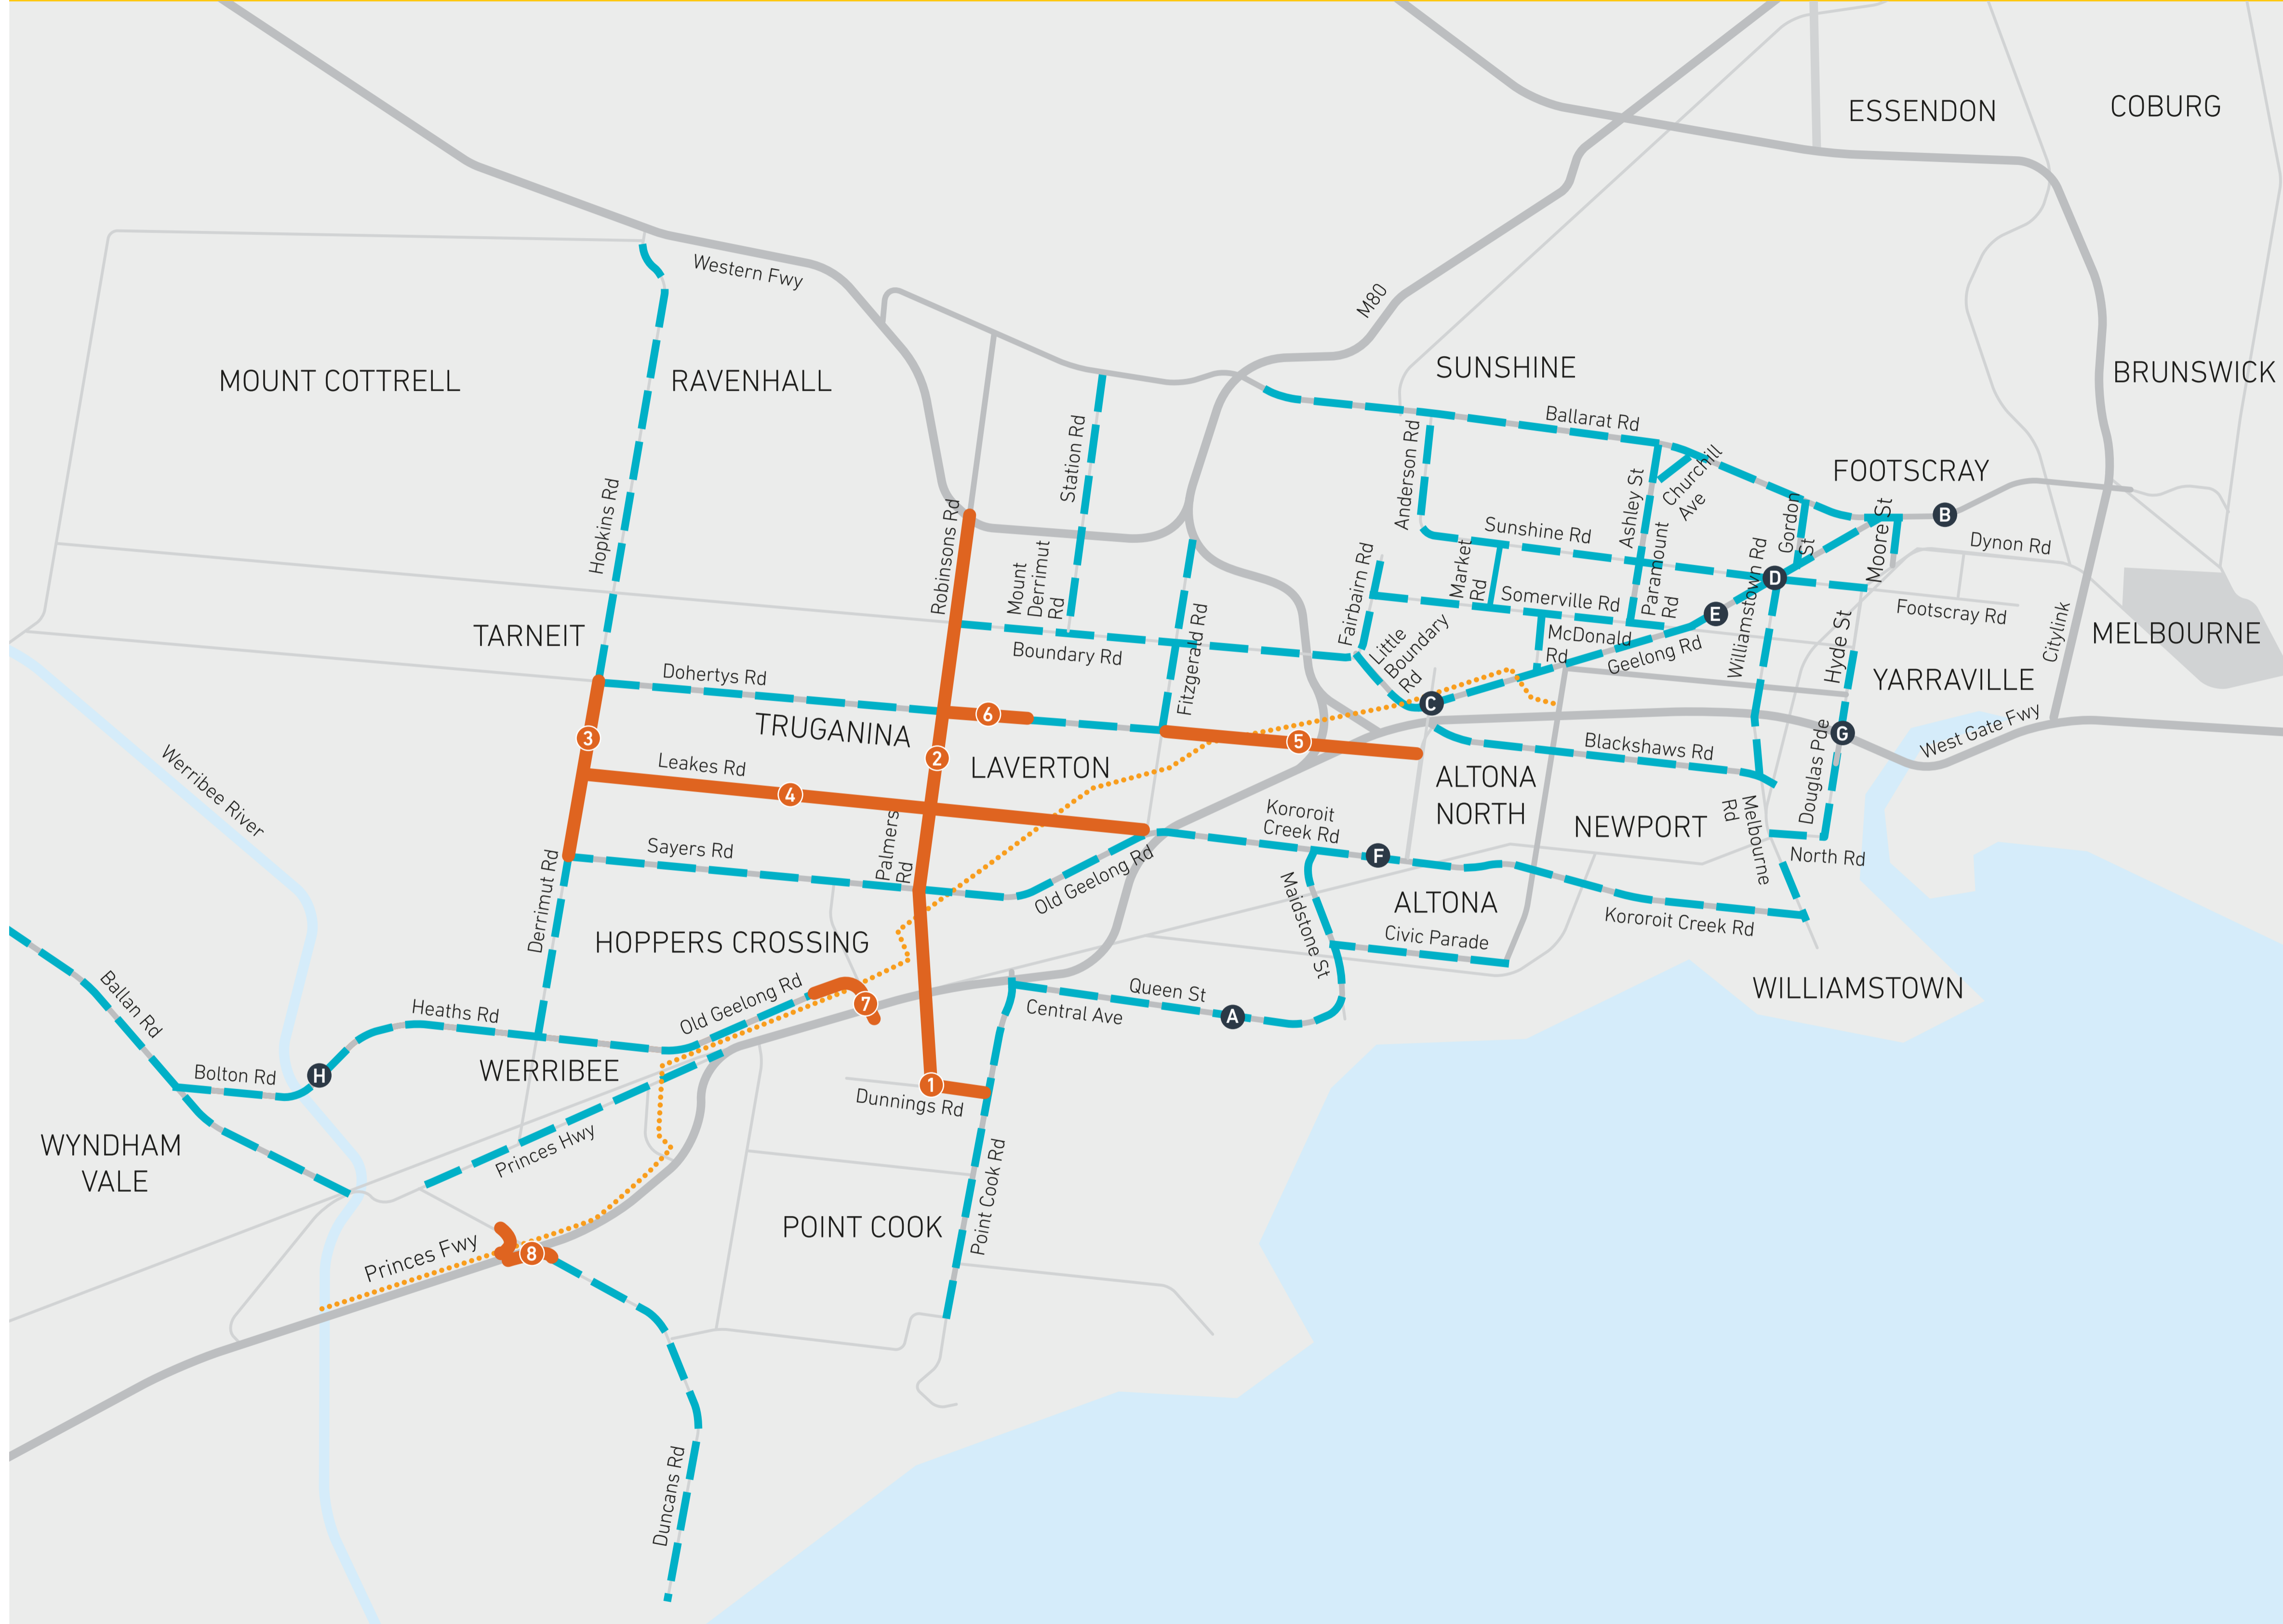 ESSENDON
COBURG
Western Fwy
M80
SUNSHINE
BRUNSWICK
MOUNT COTTRELL
RAVENHALL
Ballarat Rd
Station Rd
Anderson Rd
FOOTSCRAY
Churchill
Ave
Ashley St
Hopkins Rd
Robinsons Rd
Sunshine Rd
Gordon
St
Moore St
B
Dynon Rd
Mount
Derrimut
Rd
Fairbairn Rd
Market
Rd
Paramount
Rd
Williamstown Rd
D
Somerville Rd
E
Footscray Rd
TARNEIT
Boundary Rd
Fitzgerald Rd
Little
Boundary
Rd
McDonald
Rd
Geelong Rd
Hyde St
Citylink
MELBOURNE
Dohertys Rd
YARRAVILLE
C
6
TRUGANINA
3
2
5
Blackshaws Rd
Douglas Pde
G
West Gate Fwy
Leakes Rd
4
LAVERTON
ALTONA
NORTH
Werribee River
Kororoit
Creek Rd
NEWPORT
Melbourne
Rd
Palmers
Rd
Sayers Rd
F
North Rd
Derrimut Rd
Old Geelong Rd
Maidstone St
ALTONA
Kororoit Creek Rd
HOPPERS CROSSING
Civic Parade
Ballan Rd
Heaths Rd
Old Geelong Rd
7
Queen St
Central Ave
A
WILLIAMSTOWN
Bolton Rd
H
WERRIBEE
1
Dunnings Rd
WYNDHAM
VALE
Princes Hwy
Point Cook Rd
POINT COOK
Princes Fwy
8
Duncans Rd